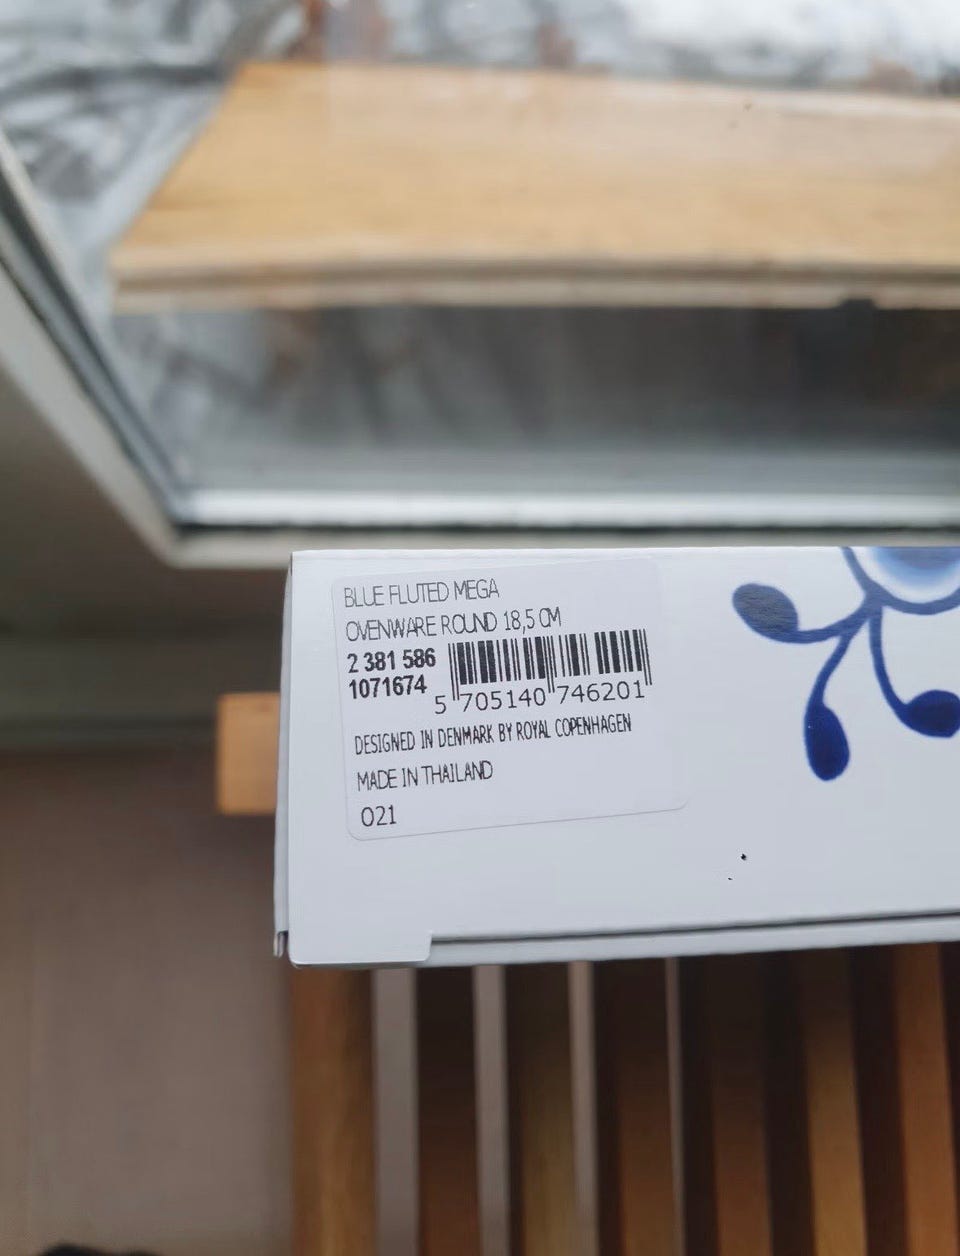 BLUE FLUTED MEGA
OVENWARE ROUND 18,5 CM
2 381 586
1071674
5 705140 746201
DESIGNED IN DENMARK BY ROYAL COPENHAGEN
MADE IN THAILAND
021